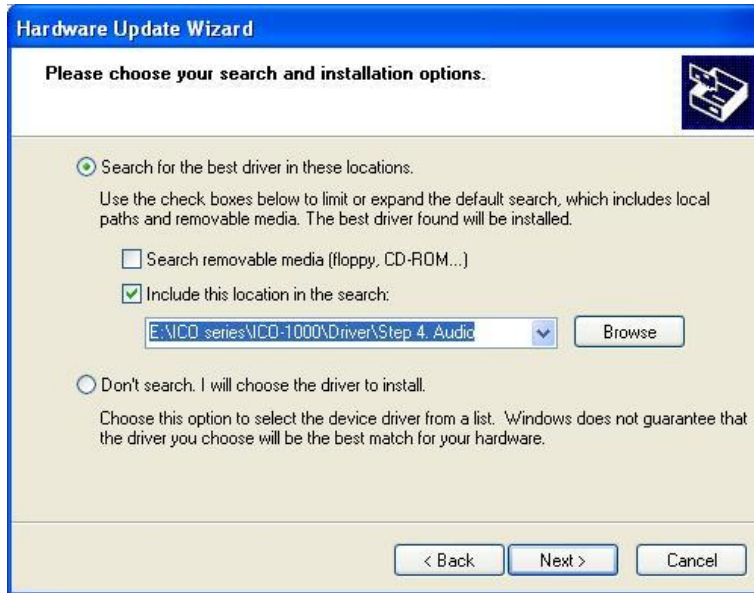 Hardware Update Wizard
Please choose your search and installation options.
Search for the best driver in these locations.
Use the check boxes below to limit or expand the default search, which includes local
paths and removable media. The best driver found will be installed.
Search removable media (floppy, CD-ROM...)
Include this location in the search:
E:\ICO series\ICO-1000\Driver\Step 4. Audio
Browse
Don't search. I will choose the driver to install.
Choose this option to select the device driver from a list. Windows does not guarantee that
the driver you choose will be the best match for your hardware.
< Back
Next >
Cancel